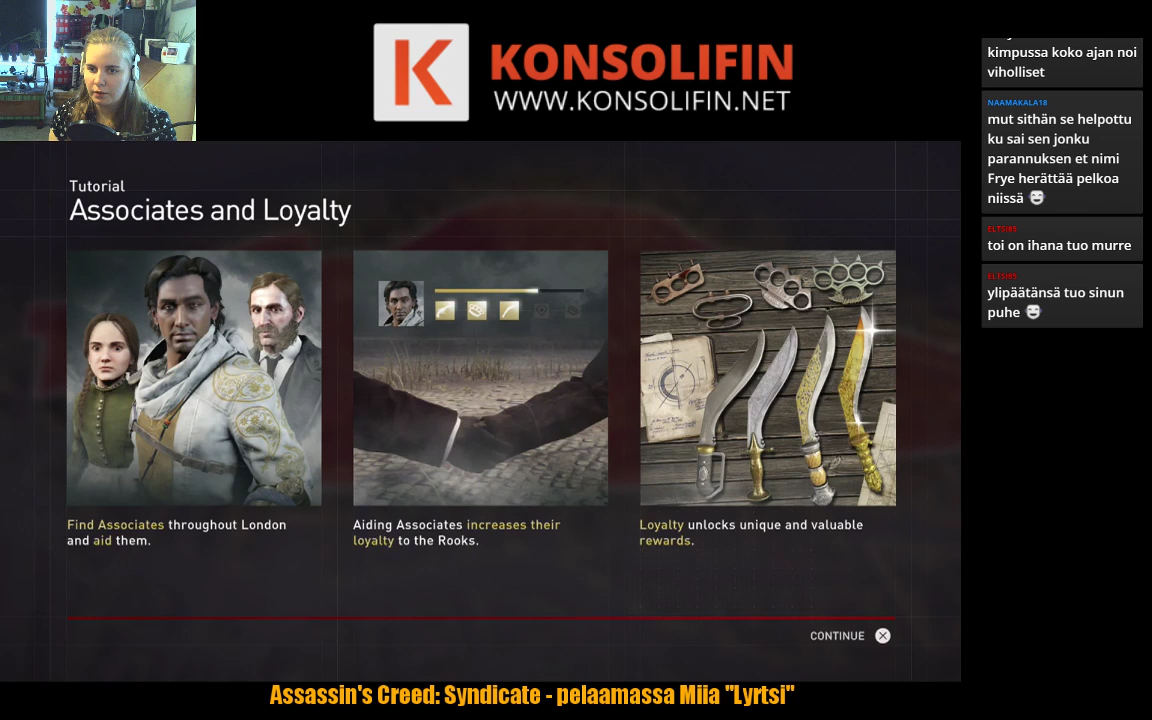 K KONSOLIFIN
WWW.KONSOLIFIN.NET
kimpussa koko ajan noi
viholliset
NAAMAKALA18
mut sithän se helpottu
ku sai sen jonku
parannuksen et nimi
Frye herättää pelkoa
niissä
ELTSI85
toi on ihana tuo murre
ELTSI85
ylipäätänsä tuo sinun
puhe
Tutorial
Associates and Loyalty
Find Associates throughout London
and aid them.
Aiding Associates increases their
loyalty to the Rooks.
Loyalty unlocks unique and valuable
rewards.
CONTINUE
Assassin's Creed: Syndicate - pelaamassa Miia "Lyrtsi"